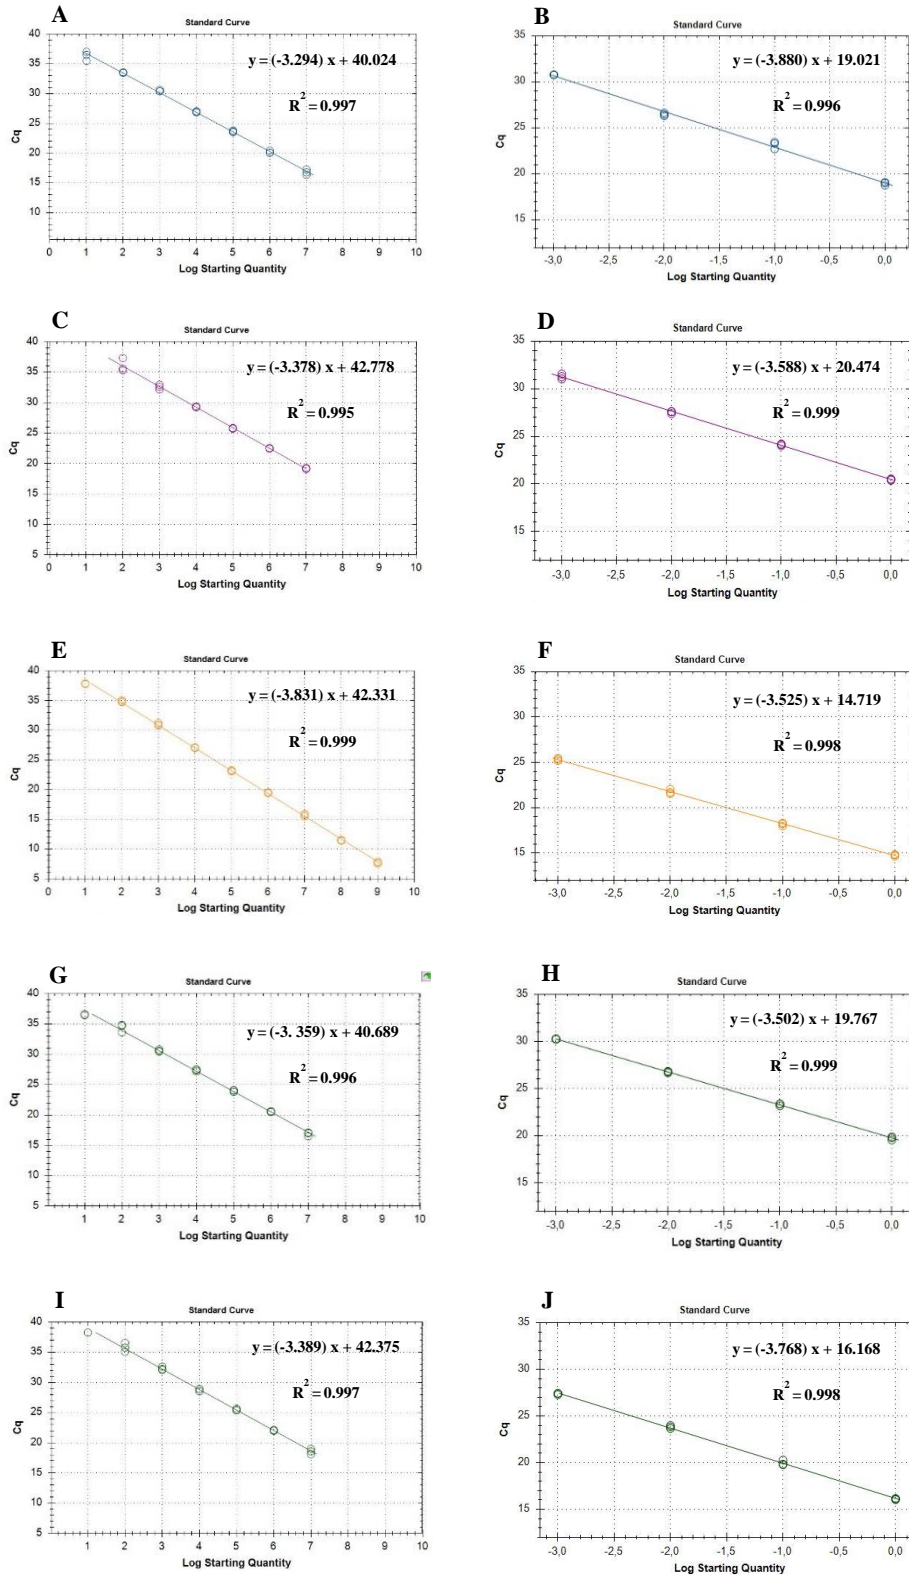 A
Standard Curve
y = (-3.294) x + 40.024
R2 = 0.997
Cq
40
35
30
25
20
15
10
0 1 2 3 4 5 6 7 8 9 10
Log Starting Quantity
B
Standard Curve
y = (-3.880) x + 19.021
R2 = 0.996
Cq
35
30
25
20
15
-3,0 -2,5 -2,0 -1,5 -1,0 -0,5 0,0
Log Starting Quantity
C
Standard Curve
y = (-3.378) x + 42.778
R2 = 0.995
Cq
40
35
30
25
20
15
10
5
0 1 2 3 4 5 6 7 8 9 10
Log Starting Quantity
D
Standard Curve
y = (-3.588) x + 20.474
R2 = 0.999
Cq
35
30
25
20
15
-3,0 -2,5 -2,0 -1,5 -1,0 -0,5 0,0
Log Starting Quantity
E
Standard Curve
y = (-3.831) x + 42.331
R2 = 0.999
Cq
40
35
30
25
20
15
10
5
0 1 2 3 4 5 6 7 8 9 10
Log Starting Quantity
F
Standard Curve
y = (-3.525) x + 14.719
R2 = 0.998
Cq
35
30
25
20
15
-3,0 -2,5 -2,0 -1,5 -1,0 -0,5 0,0
Log Starting Quantity
G
Standard Curve
y = (-3. 359) x + 40.689
R2 = 0.996
Cq
40
35
30
25
20
15
10
5
1 2 3 4 5 6 7 8 9 10
Log Starting Quantity
H
Standard Curve
y = (-3.502) x + 19.767
R2 = 0.999
Cq
35
30
25
20
15
-3,0 -2,5 -2,0 -1,5 -1,0 -0,5 0,0
Log Starting Quantity
I
Standard Curve
y = (-3.389) x + 42.375
R2 = 0.997
Cq
40
35
30
25
20
15
10
5
1 2 3 4 5 6 7 8 9 10
Log Starting Quantity
J
Standard Curve
y = (-3.768) x + 16.168
R2 = 0.998
Cq
35
30
25
20
15
-3,0 -2,5 -2,0 -1,5 -1,0 -0,5 0,0
Log Starting Quantity